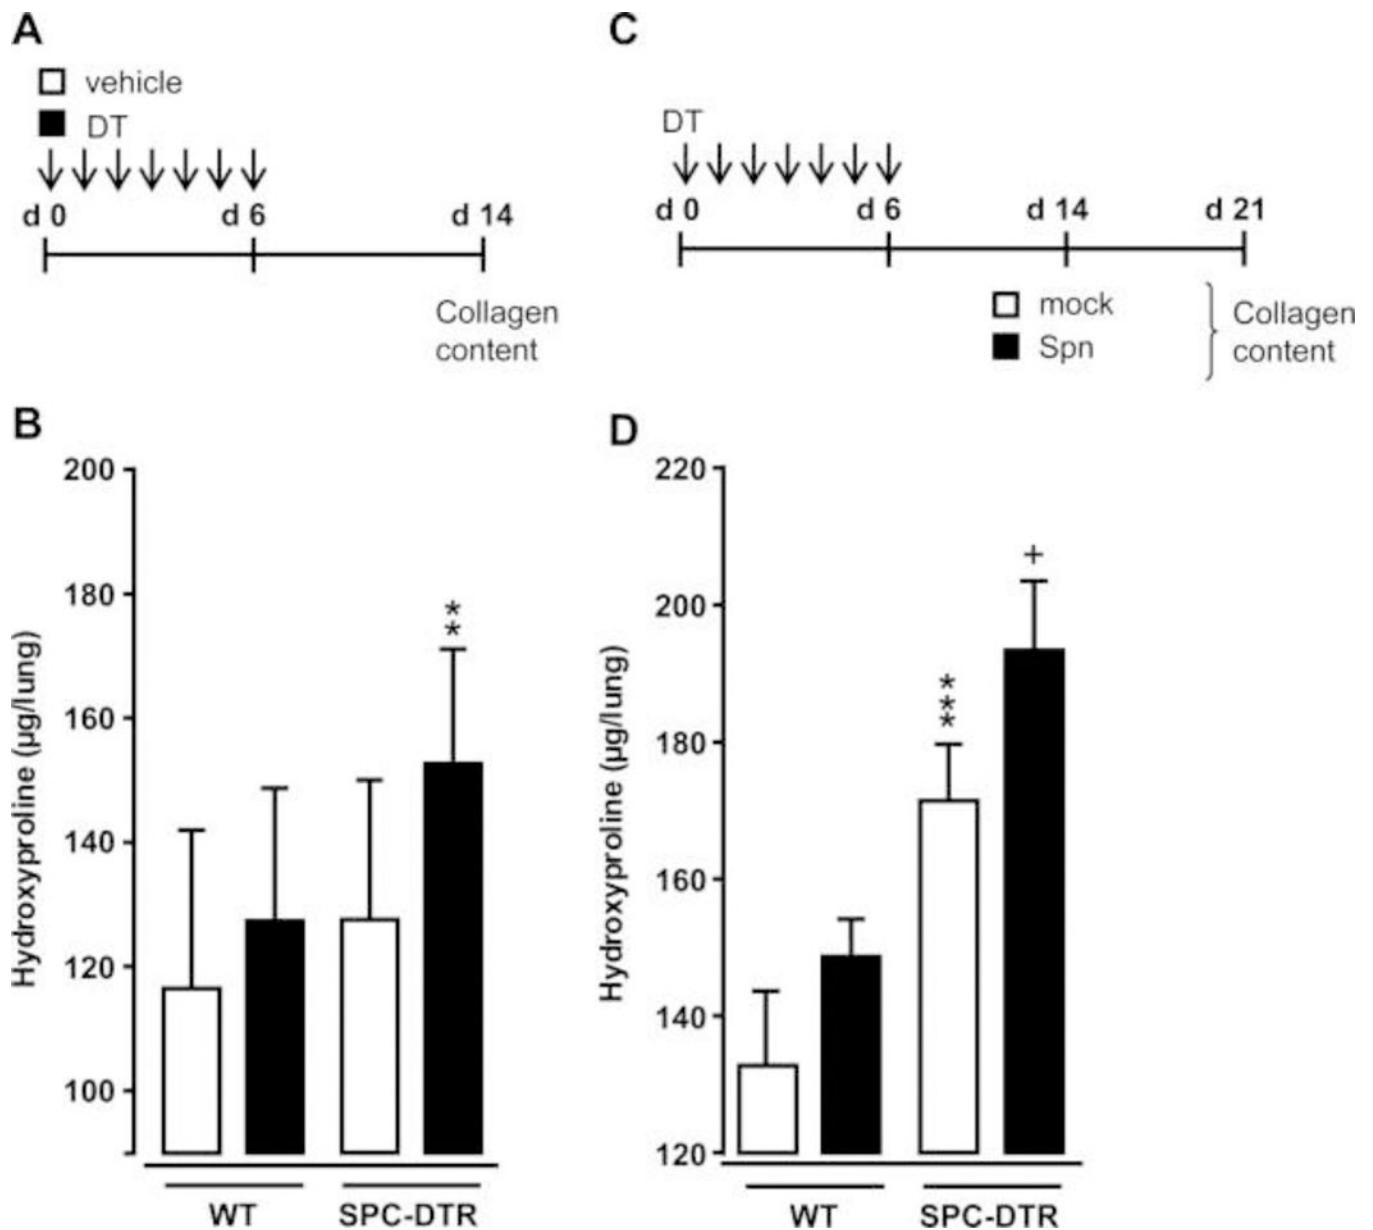 A
vehicle
DT
d 0
d 6
d 14
Collagen
content
C
DT
d 0
d 6
d 14
d 21
mock
Spn
Collagen
content
B
200
180
160
140
120
100
Hydroxyproline (µg/lung)
**
WT
SPC-DTR
D
220
200
180
160
140
120
Hydroxyproline (µg/lung)
***
+
WT
SPC-DTR